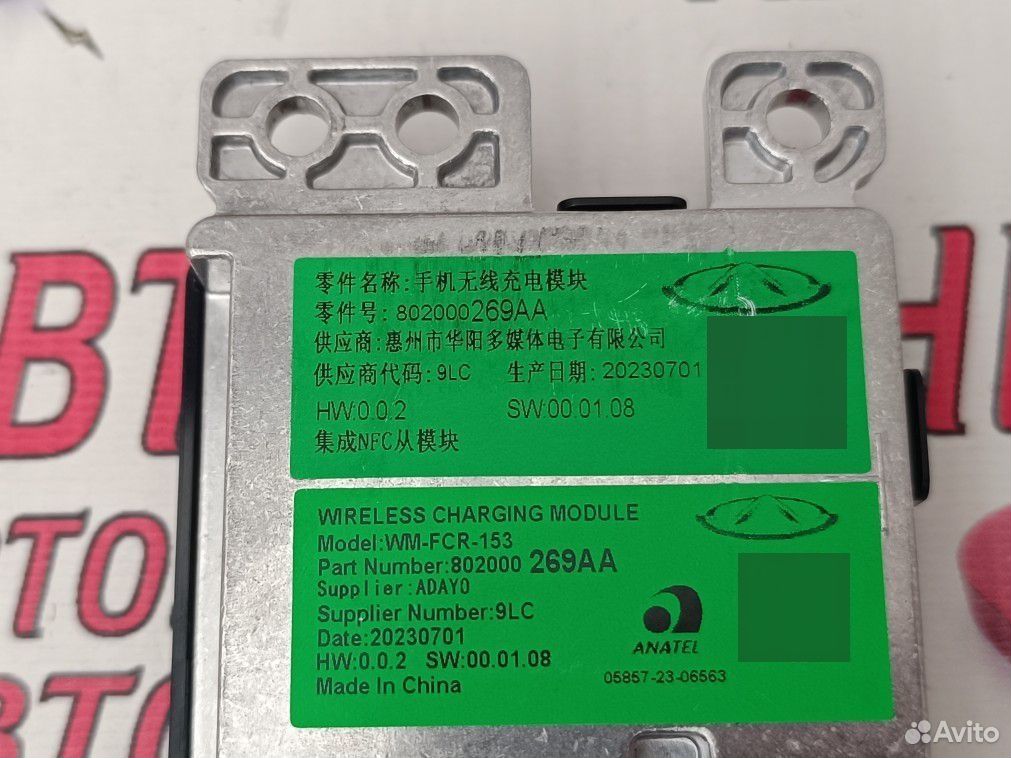 零件名称:手机无线充电模块
零件号: 802000269AA
供应商:惠州市华阳多媒体电子有限公司
供应商代码: 9LC 生产日期: 20230701
HW:0.0.2 SW:00.01.08
集成NFC从模块
WIRELESS CHARGING MODULE
Model:WM-FCR-153
Part Number:802000 269AA
Supplier:ADAYO
Supplier Number:9LC
Date:20230701
HW:0.0.2 SW:00.01.08
Made In China
ANATEL
05857-23-06563
Avito